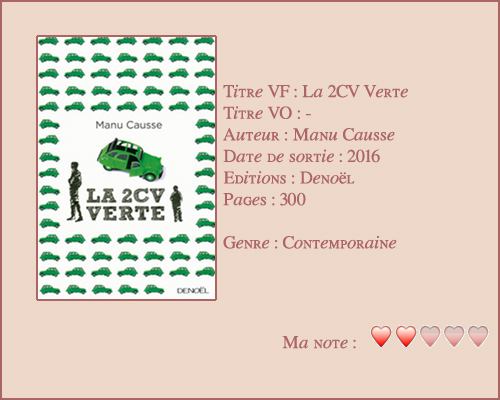 Manu Causse
LA 2CV
VERTE
DENOËL
Titre VF : La 2CV Verte
Titre VO : -
Auteur : Manu Causse
Date de sortie : 2016
Editions : Denoël
Pages : 300
Genre : Contemporaine
Ma note :